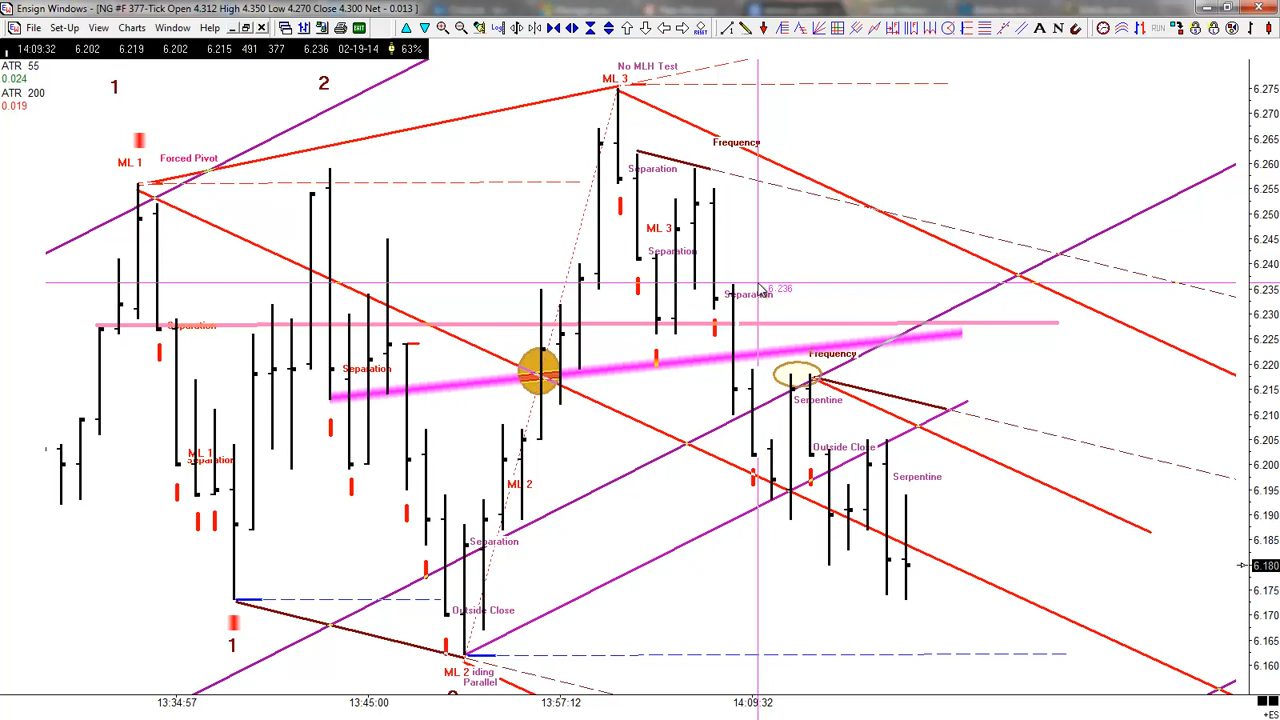 Ensign Windows - [NG #F 377-Tick Open 4.312 High 4.350 Low 4.270 Close 4.300 Net - 0.013 ]
File Set-Up View Charts Window Help
14:09:32 6.202 6.219 6.202 6.215 491 377 6.236 02-19-14 63%
ATR 55
0.024
ATR 200
0.019
1
2
No MLH Test
ML 3
ML 1
Forced Pivot
Frequency
Separation
ML 3
Separation
Separation
6.236
Separation
Separation
Frequency
Serpentine
Outside Close
Serpentine
ML 1
Separation
ML 2
Separation
Outside Close
1
ML 2
iding
Parallel
6.275
6.270
6.265
6.260
6.255
6.250
6.245
6.240
6.235
6.230
6.225
6.220
6.215
6.210
6.205
6.200
6.195
6.190
6.185
6.180
6.175
6.170
6.165
6.160
13:34:57
13:45:00
13:57:12
14:09:32
+ES